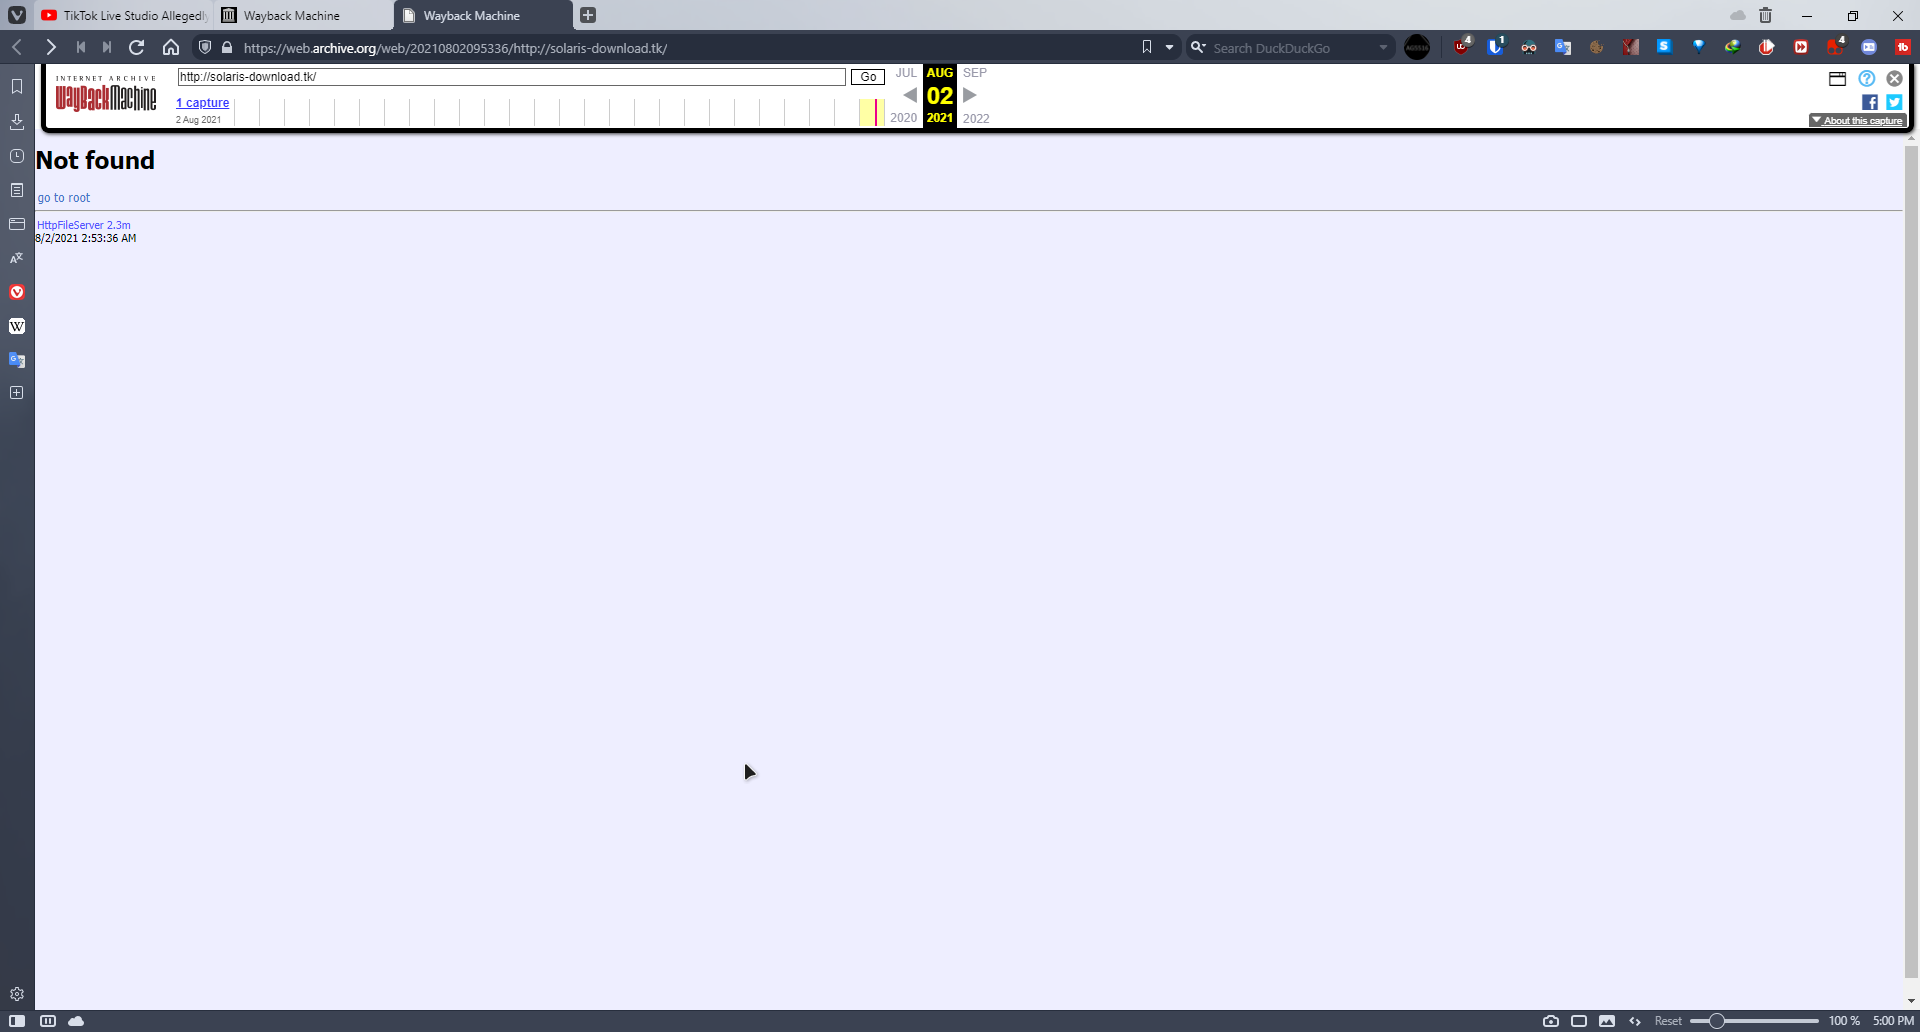 TikTok Live Studio Allegedly
Wayback Machine
Wayback Machine
https://web.archive.org/web/20210802095336/http://solaris-download.tk/
Search DuckDuckGo
4
1
4
INTERNET ARCHIVE
WayBackMachine
http://solaris-download.tk/
Go
JUL
AUG
SEP
1 capture
02
2 Aug 2021
2020
2021
2022
About this capture
Not found
go to root
HttpFileServer 2.3m
8/2/2021 2:53:36 AM
Reset
100 %
5:00 PM